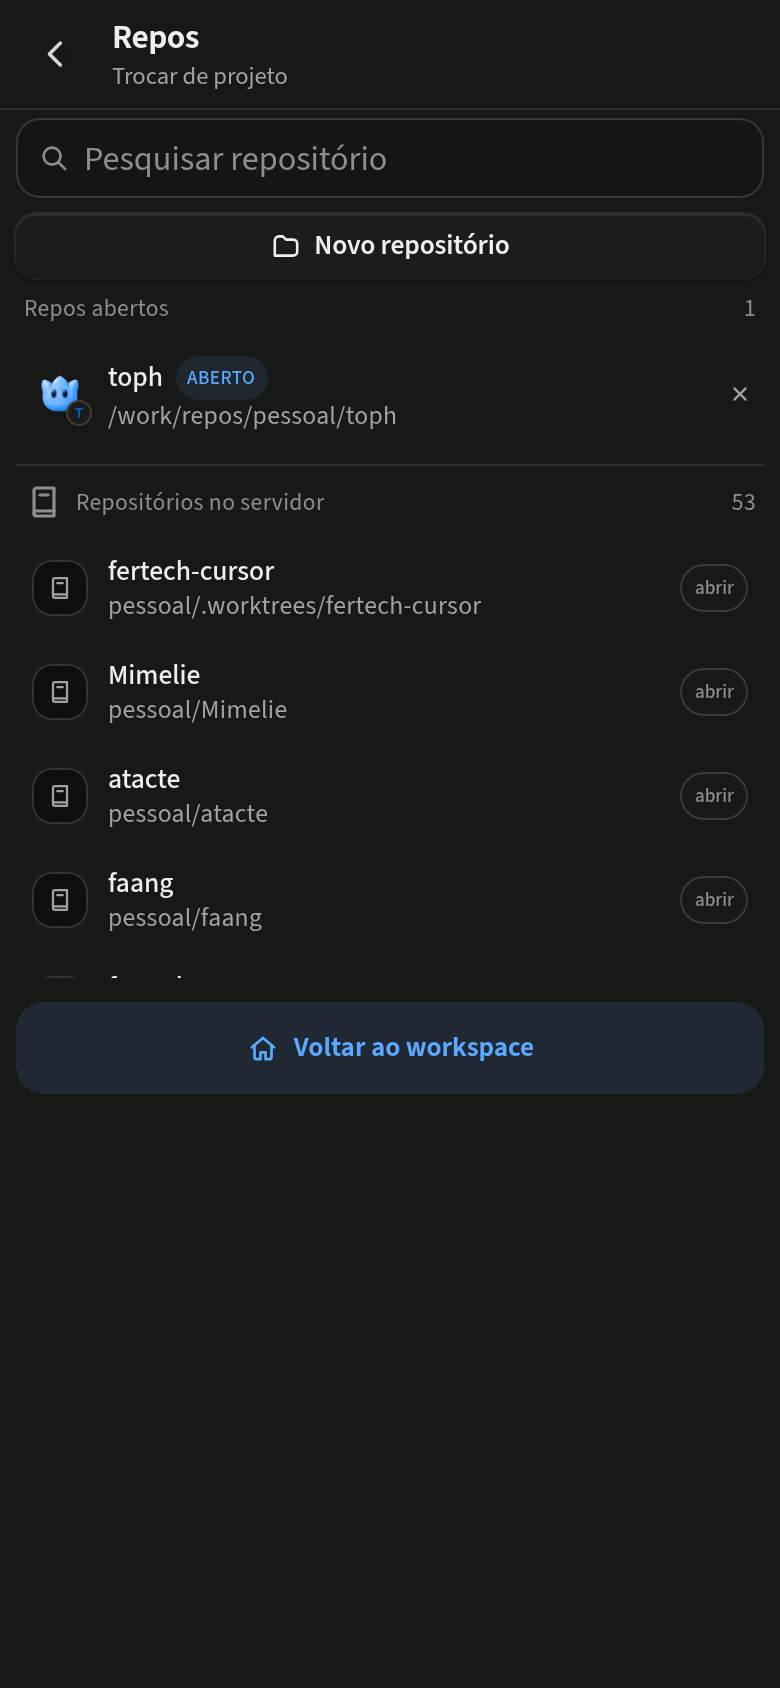 Repos
Trocar de projeto
Pesquisar repositório
Novo repositório
Repos abertos 1
toph ABERTO
T
/work/repos/pessoal/toph
Repositórios no servidor 53
fertech-cursor
pessoal/.worktrees/fertech-cursor
abrir
Mimelie
pessoal/Mimelie
abrir
atacte
pessoal/atacte
abrir
faang
pessoal/faang
abrir
Voltar ao workspace